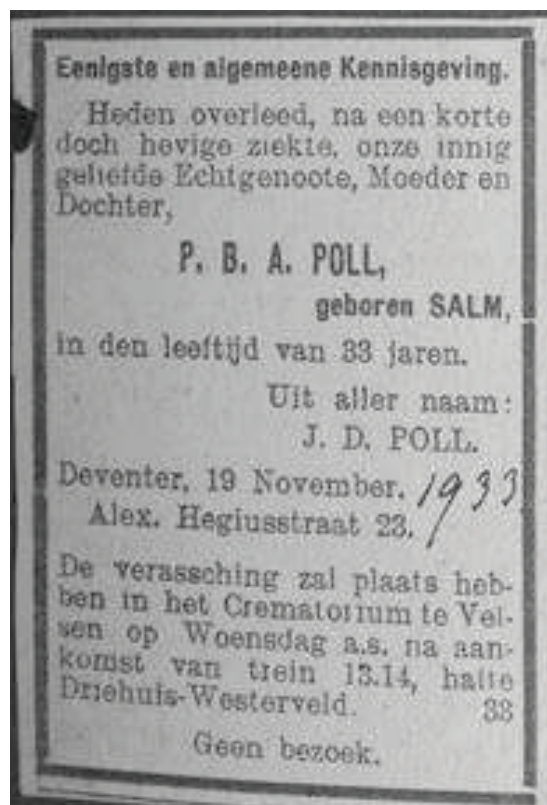 Eenigste en algemeene Kennisgeving.
Heden overleed, na een korte
doch hevige ziekte, onze innig
geliefde Echtgenoote, Moeder en
Dochter,
P. B. A. POLL,
geboren SALM,
in den leeftijd van 33 jaren.
Uit aller naam:
J. D. POLL.
Deventer, 19 November. 1933
Alex. Hegiusstraat 23.
De verassching zal plaats heb-
ben in het Crematorium te Vel-
sen op Woensdag a.s. na aan-
komst van trein 13.14, halte
Driehuis-Westerveld. 33
Geen bezoek.